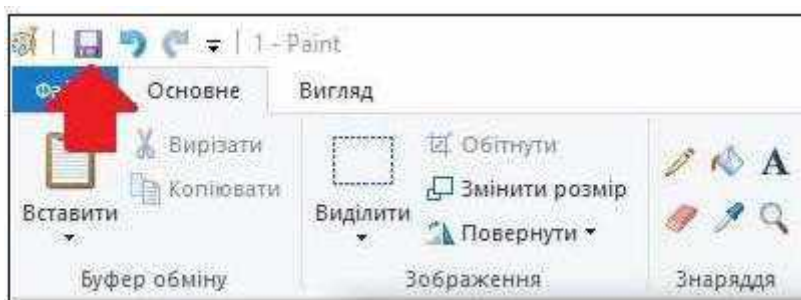 1 - Paint
Основне Вигляд
Вирізати
Копіювати
Вставити
Буфер обміну
Виділити
Обітнути
Змінити розмір
Повернути
Зображення
A
Знаряддя